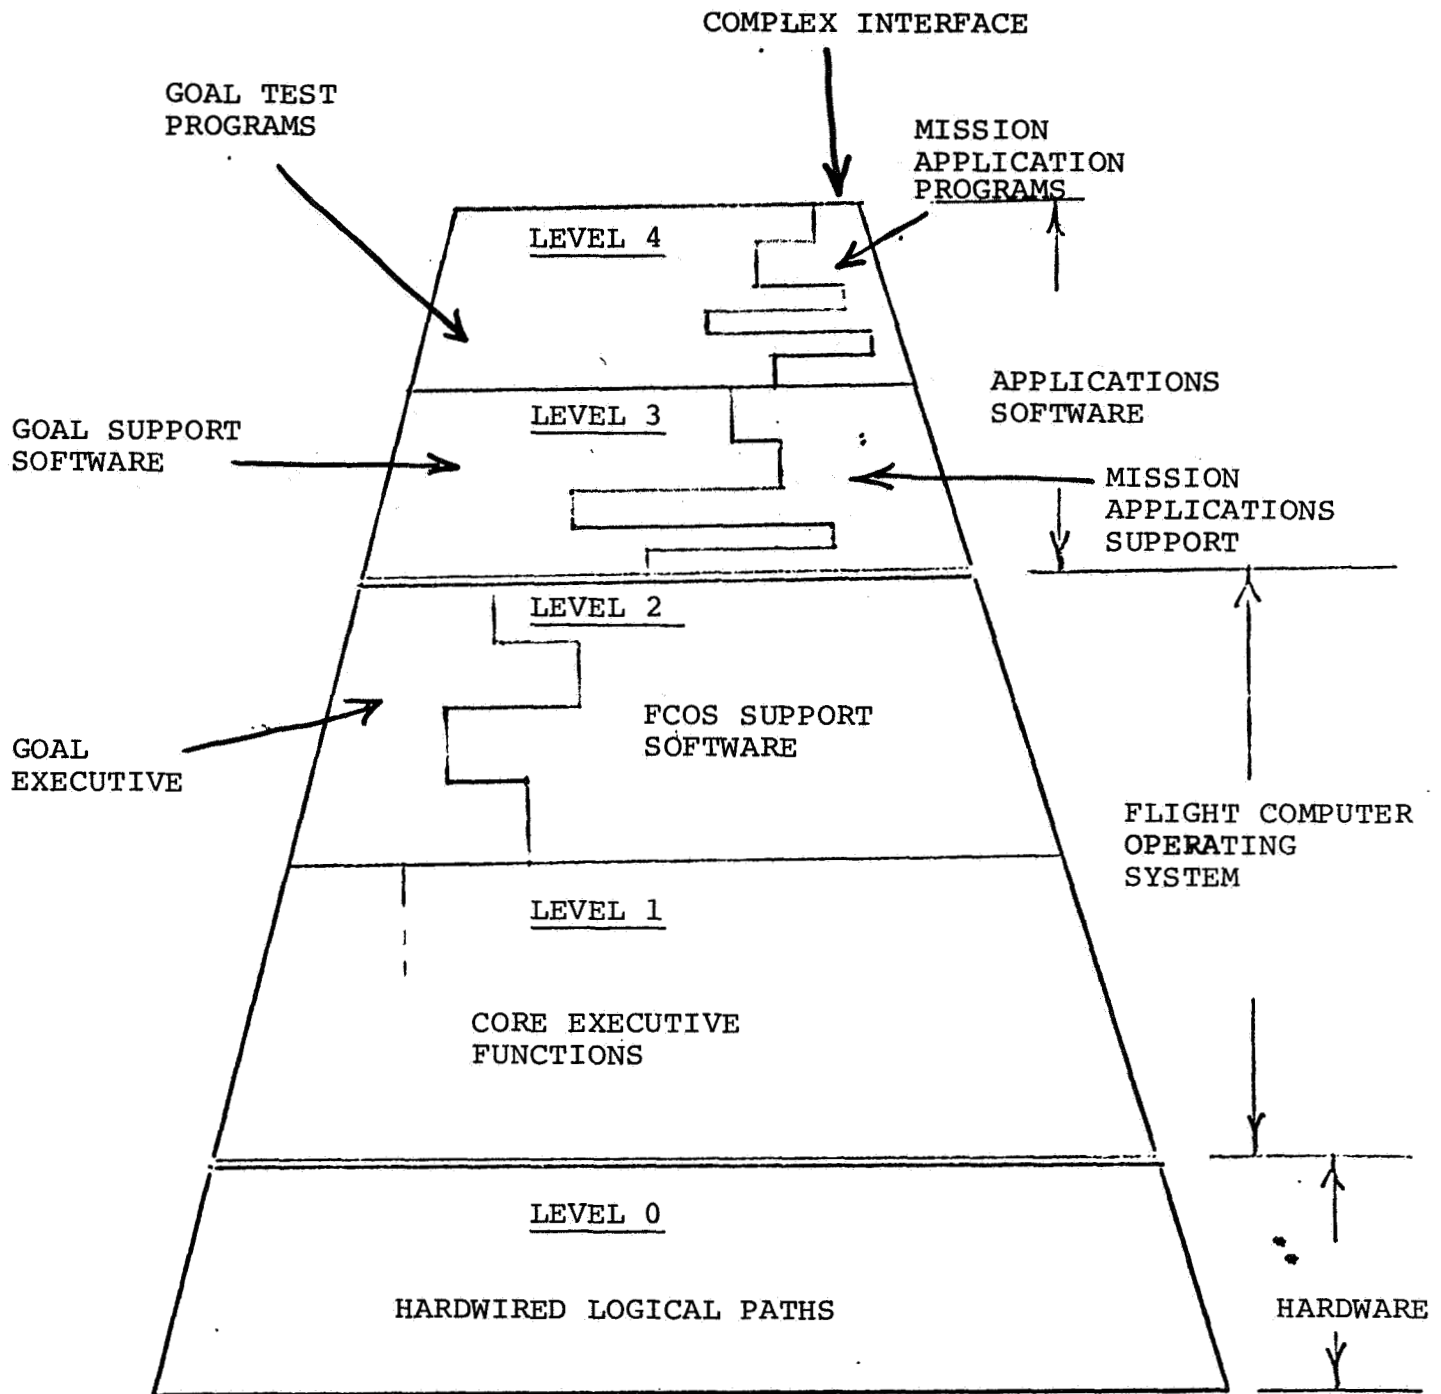 COMPLEX INTERFACE
GOAL TEST
PROGRAMS
MISSION
APPLICATION
PROGRAMS
LEVEL 4
APPLICATIONS
SOFTWARE
LEVEL 3
GOAL SUPPORT
SOFTWARE
MISSION
APPLICATIONS
SUPPORT
LEVEL 2
FCOS SUPPORT
SOFTWARE
GOAL
EXECUTIVE
FLIGHT COMPUTER
OPERATING
SYSTEM
LEVEL 1
CORE EXECUTIVE
FUNCTIONS
LEVEL 0
HARDWIRED LOGICAL PATHS
HARDWARE